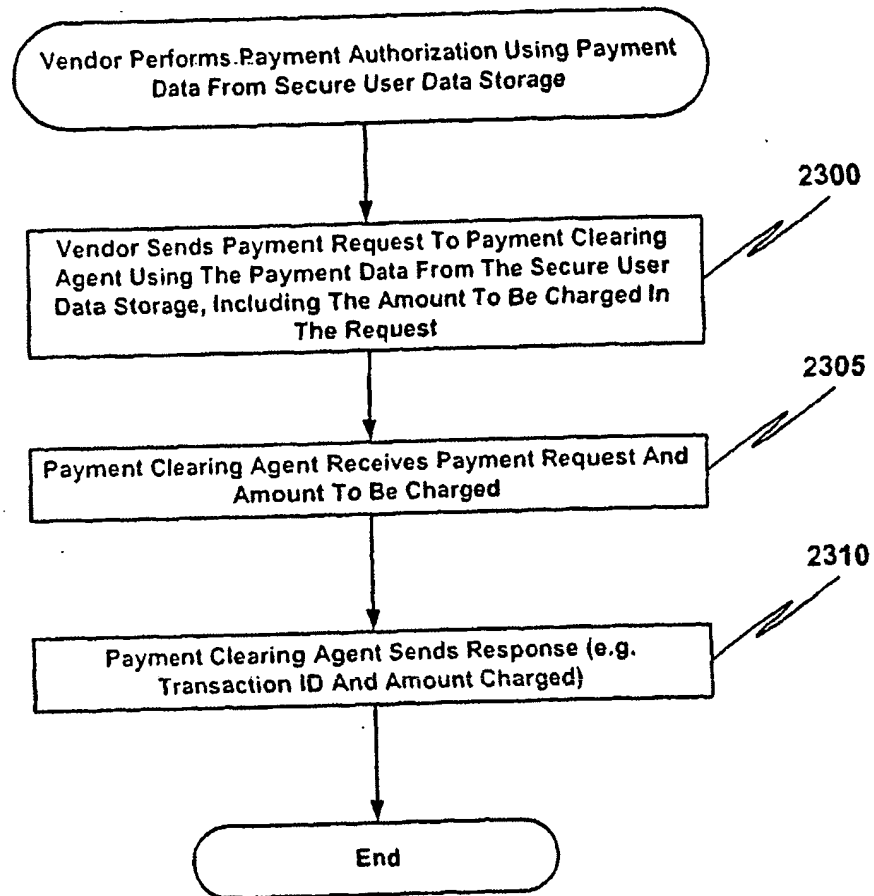 Vendor Performs Payment Authorization Using Payment
Data From Secure User Data Storage
2300
Vendor Sends Payment Request To Payment Clearing
Agent Using The Payment Data From The Secure User
Data Storage, Including The Amount To Be Charged In
The Request
2305
Payment Clearing Agent Receives Payment Request And
Amount To Be Charged
2310
Payment Clearing Agent Sends Response (e.g.
Transaction ID And Amount Charged)
End